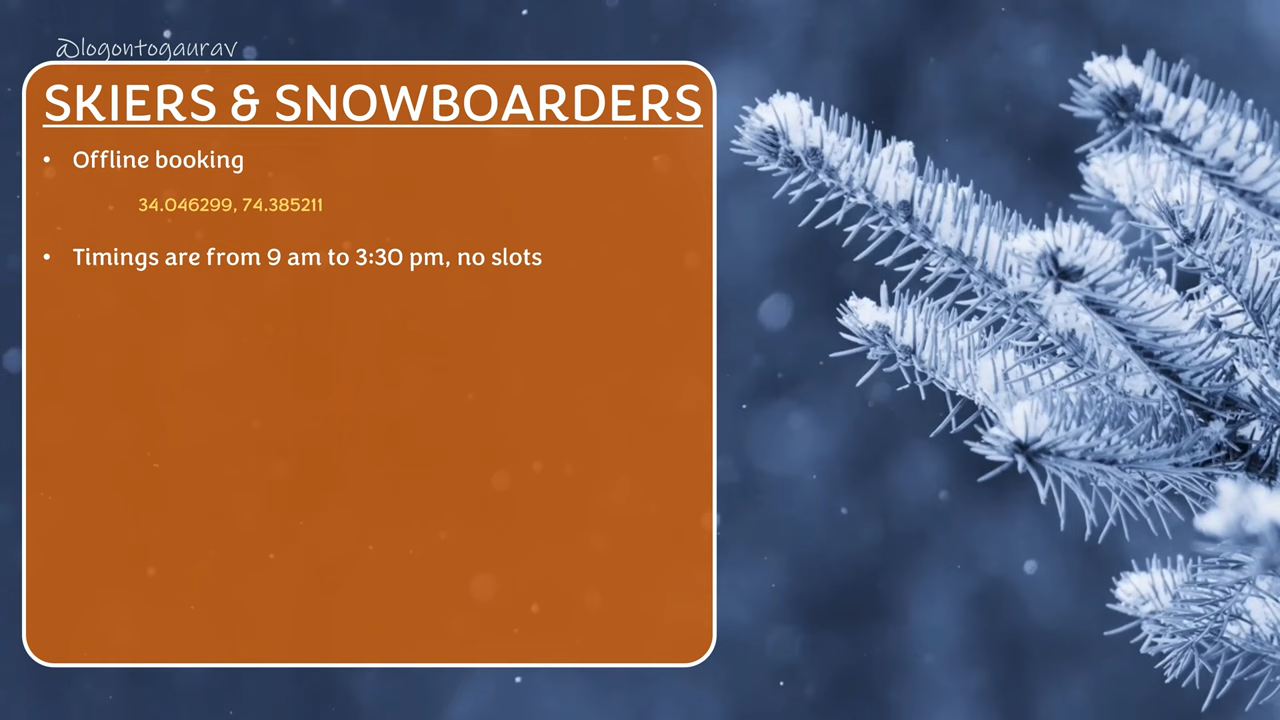 @logontogaurav
SKIERS & SNOWBOARDERS
• Offline booking
34.046299, 74.385211
• Timings are from 9 am to 3:30 pm, no slots